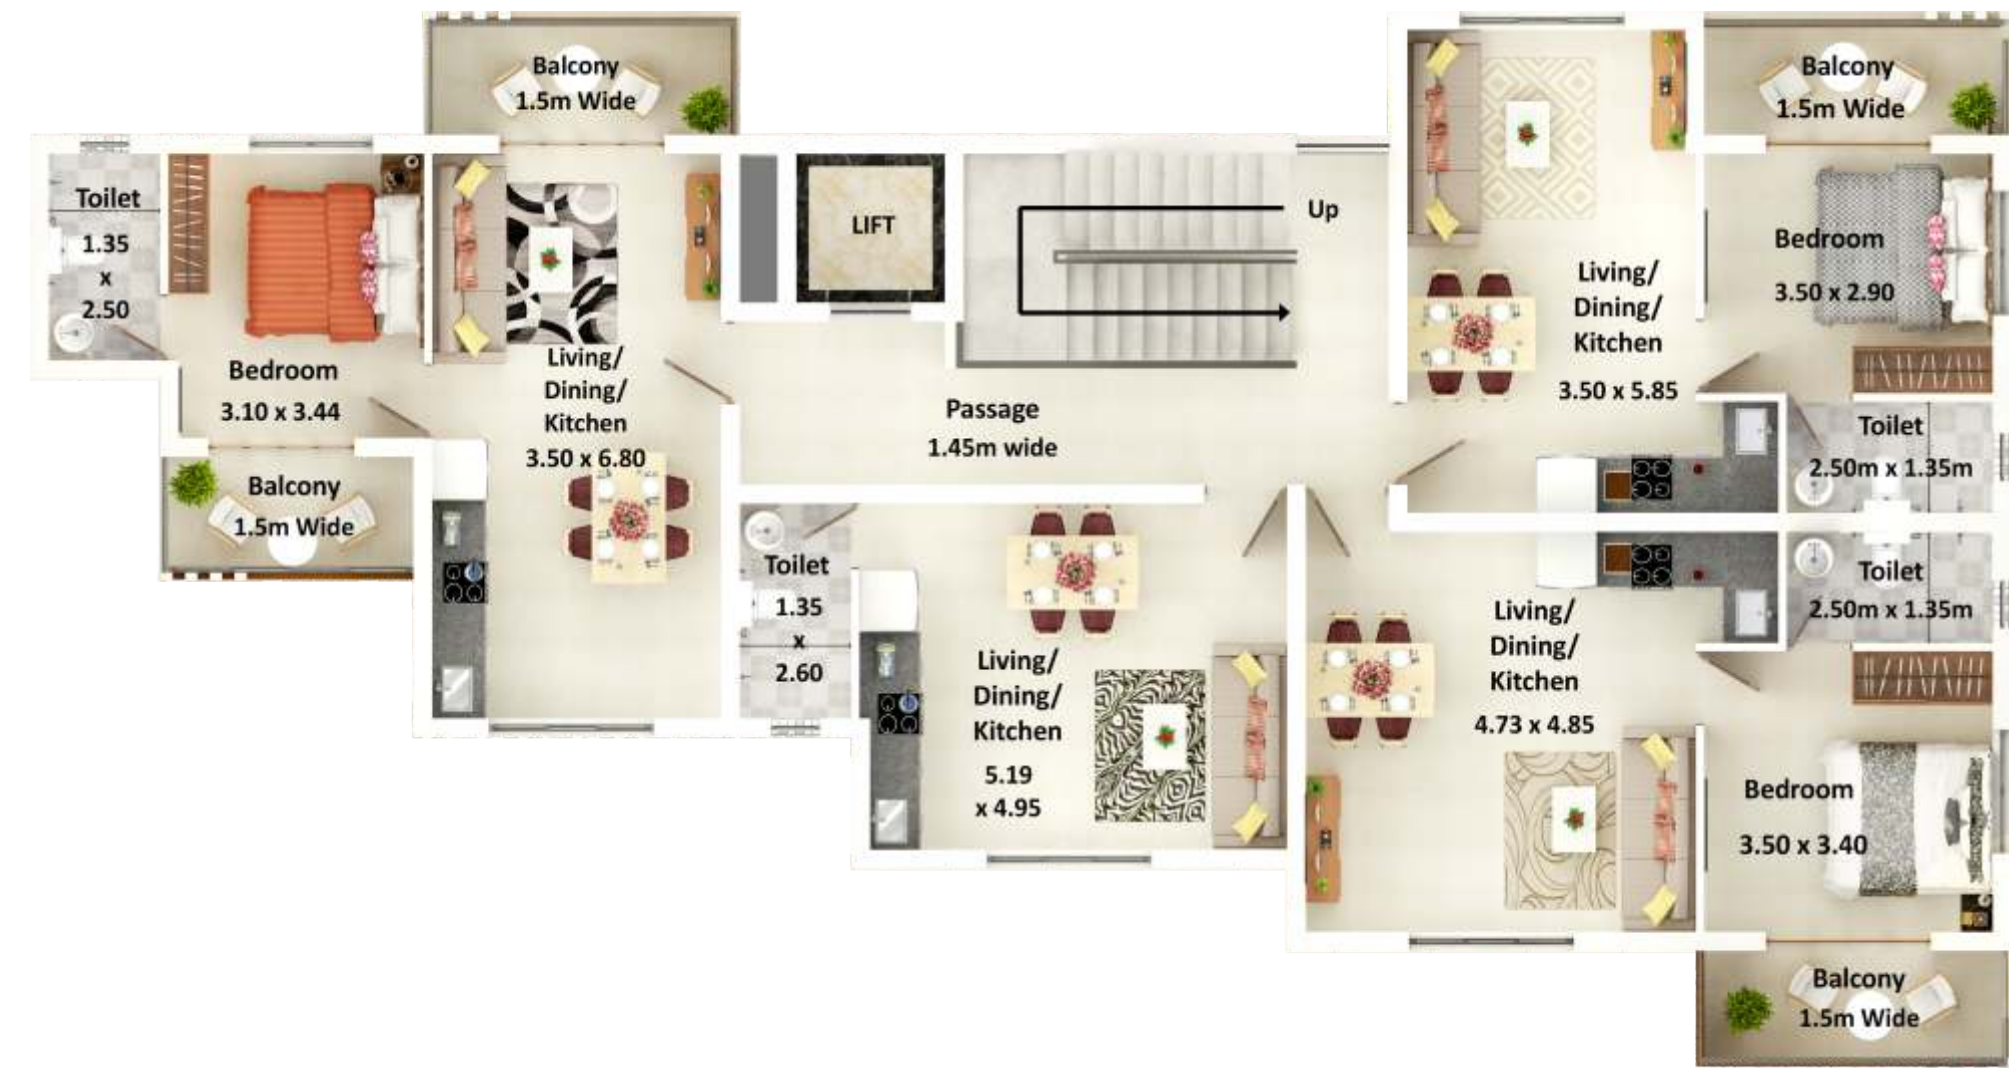 Balcony
1.5m Wide
Toilet
1.35
x
2.50
Bedroom
3.10 x 3.44
Balcony
1.5m Wide
Living/
Dining/
Kitchen
3.50 x 6.80
LIFT
Up
Passage
1.45m wide
Toilet
1.35
x
2.60
Living/
Dining/
Kitchen
5.19
x 4.95
Living/
Dining/
Kitchen
3.50 x 5.85
Balcony
1.5m Wide
Bedroom
3.50 x 2.90
Toilet
2.50m x 1.35m
Toilet
2.50m x 1.35m
Living/
Dining/
Kitchen
4.73 x 4.85
Bedroom
3.50 x 3.40
Balcony
1.5m Wide